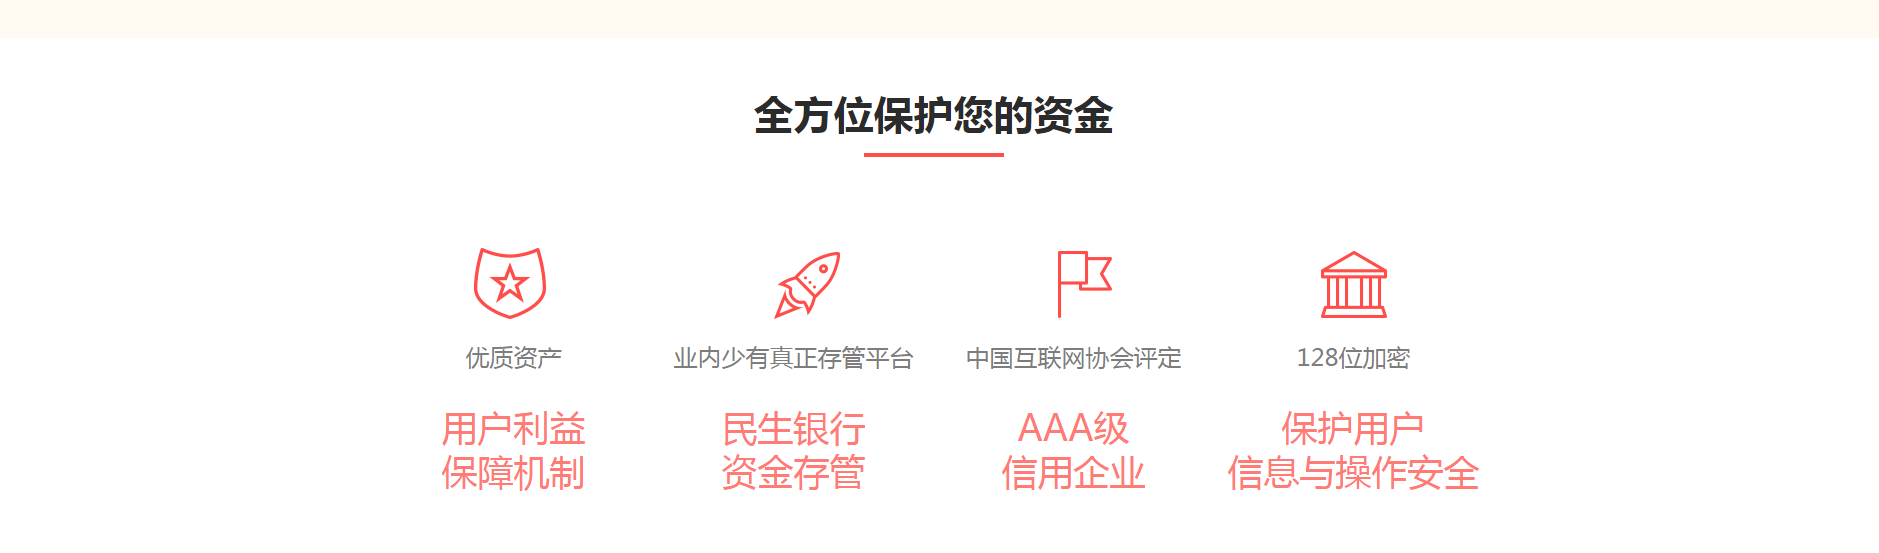 全方位保护您的资金
优质资产
业内少有真正存管平台
中国互联网协会评定
128位加密
用户利益
保障机制
民生银行
资金存管
AAA级
信用企业
保护用户
信息与操作安全